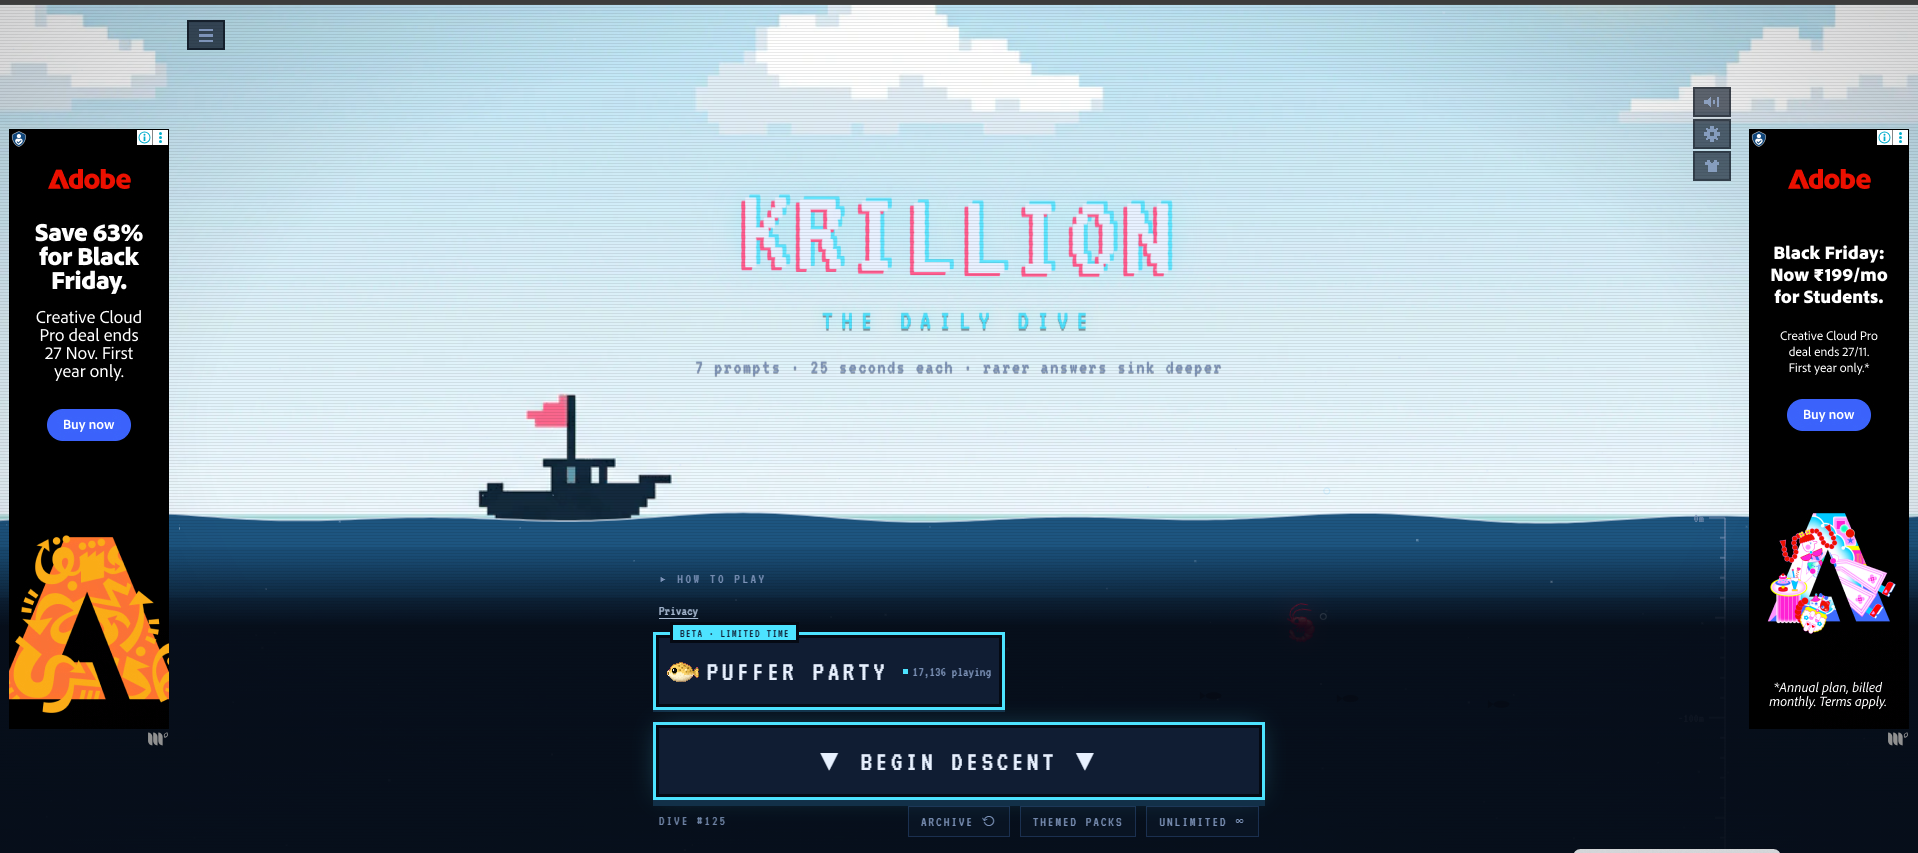 Adobe
Save 63%
for Black
Friday.
Creative Cloud
Pro deal ends
27 Nov. First
year only.
Buy now
KRILLION
THE DAILY DIVE
7 prompts · 25 seconds each · rarer answers sink deeper
0m
▸ HOW TO PLAY
Privacy
BETA · LIMITED TIME
PUFFER PARTY
17,136 playing
▼ BEGIN DESCENT ▼
DIVE #125
ARCHIVE
THEMED PACKS
UNLIMITED ∞
Adobe
Black Friday:
Now ₹199/mo
for Students.
Creative Cloud Pro
deal ends 27/11.
First year only.*
Buy now
*Annual plan, billed
monthly. Terms apply.